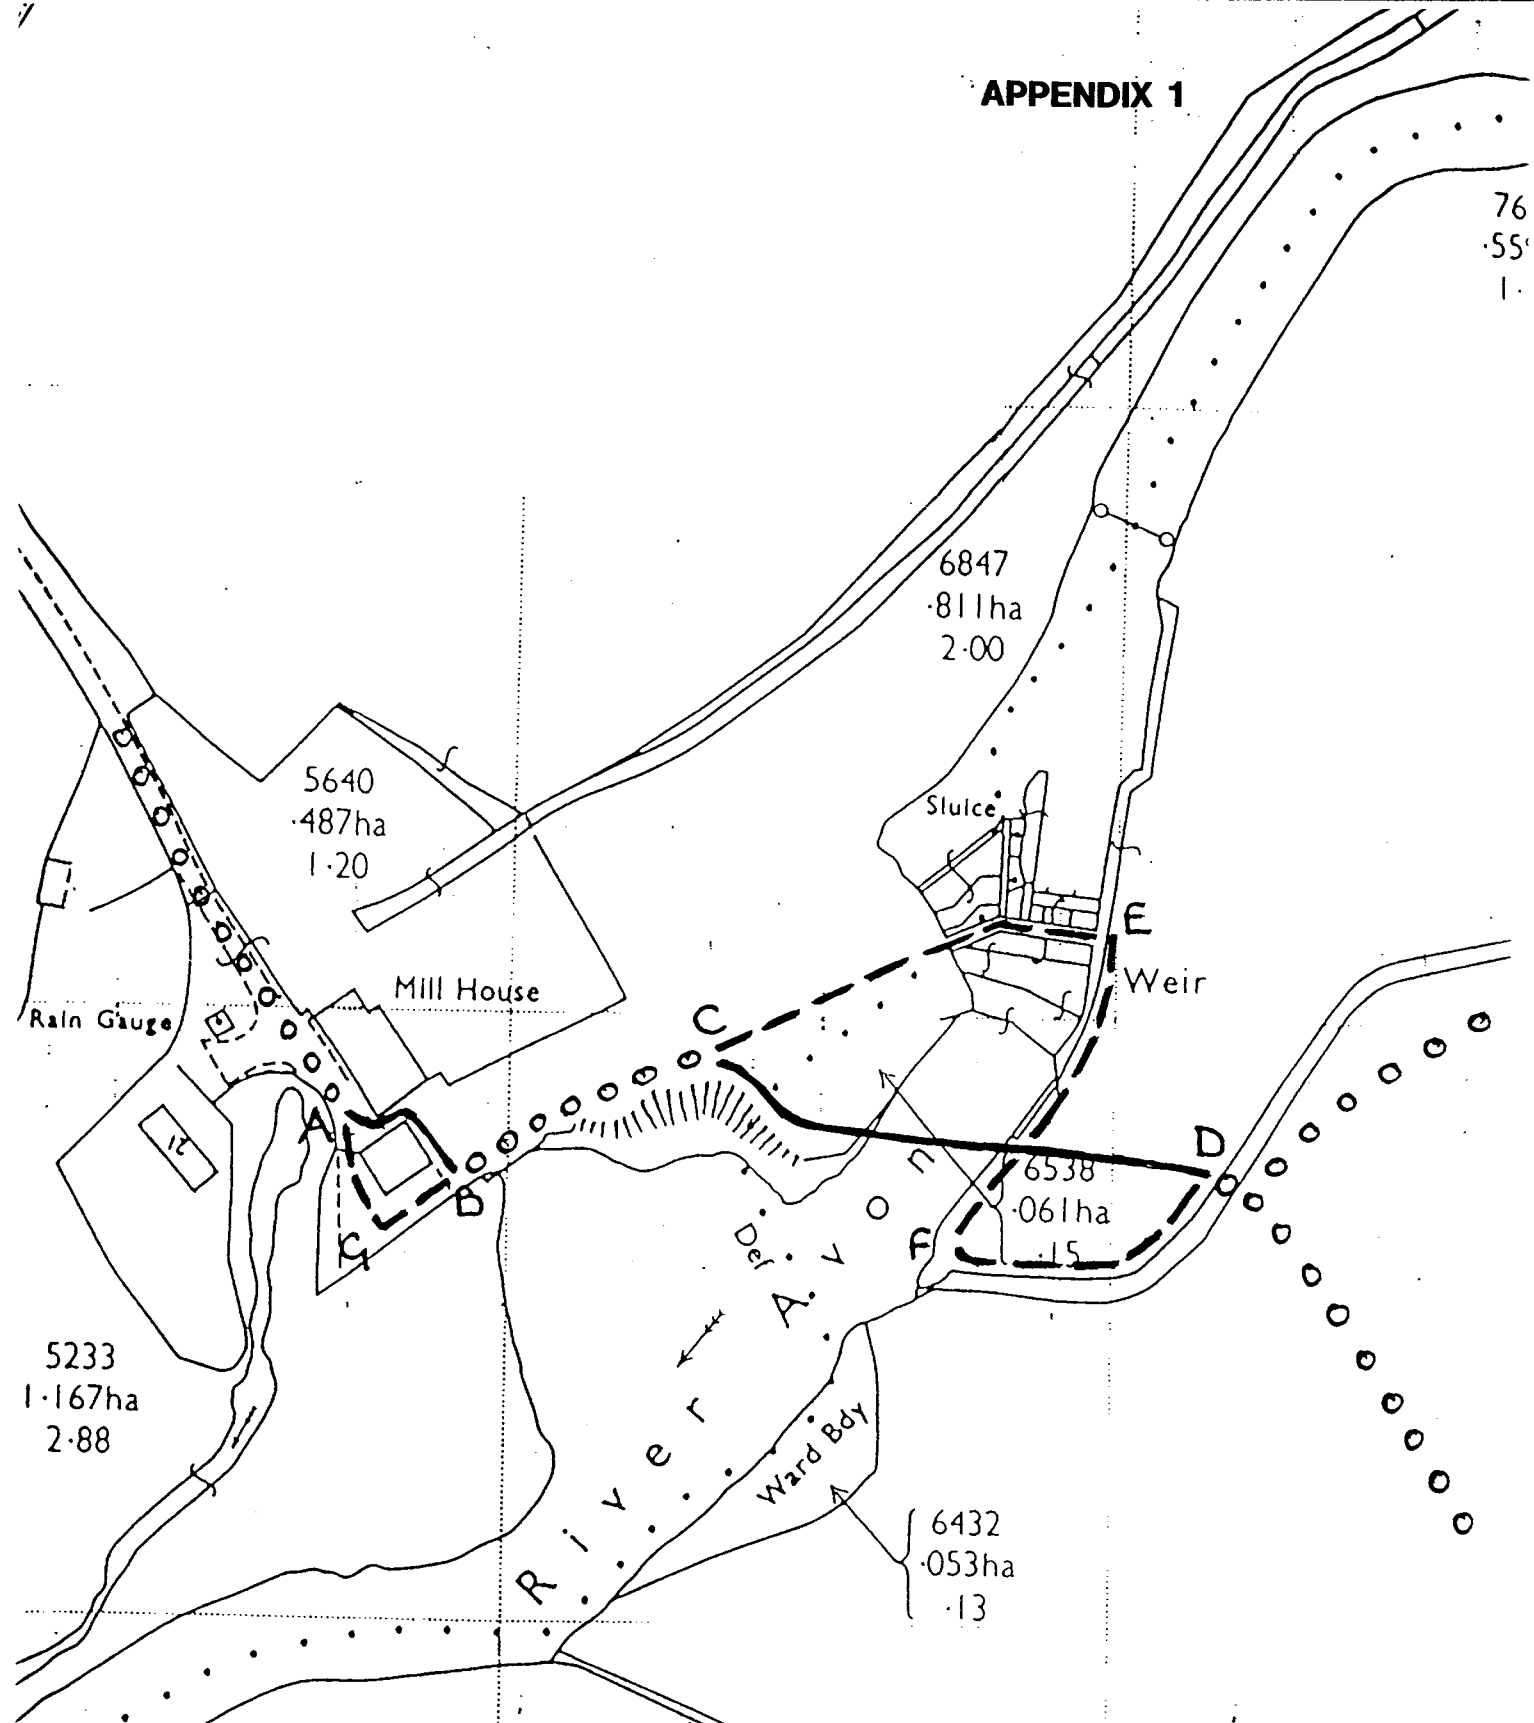 APPENDIX 1
76
·55
1·
6847
·811ha
2·00
5640
·487ha
1·20
Sluice
E
Weir
Mill House
Rain Gauge
C
A
D
B
G
F
6538
·061ha
·15
Def
River Avon
5233
1·167ha
2·88
Ward Bdy
6432
·053ha
·13